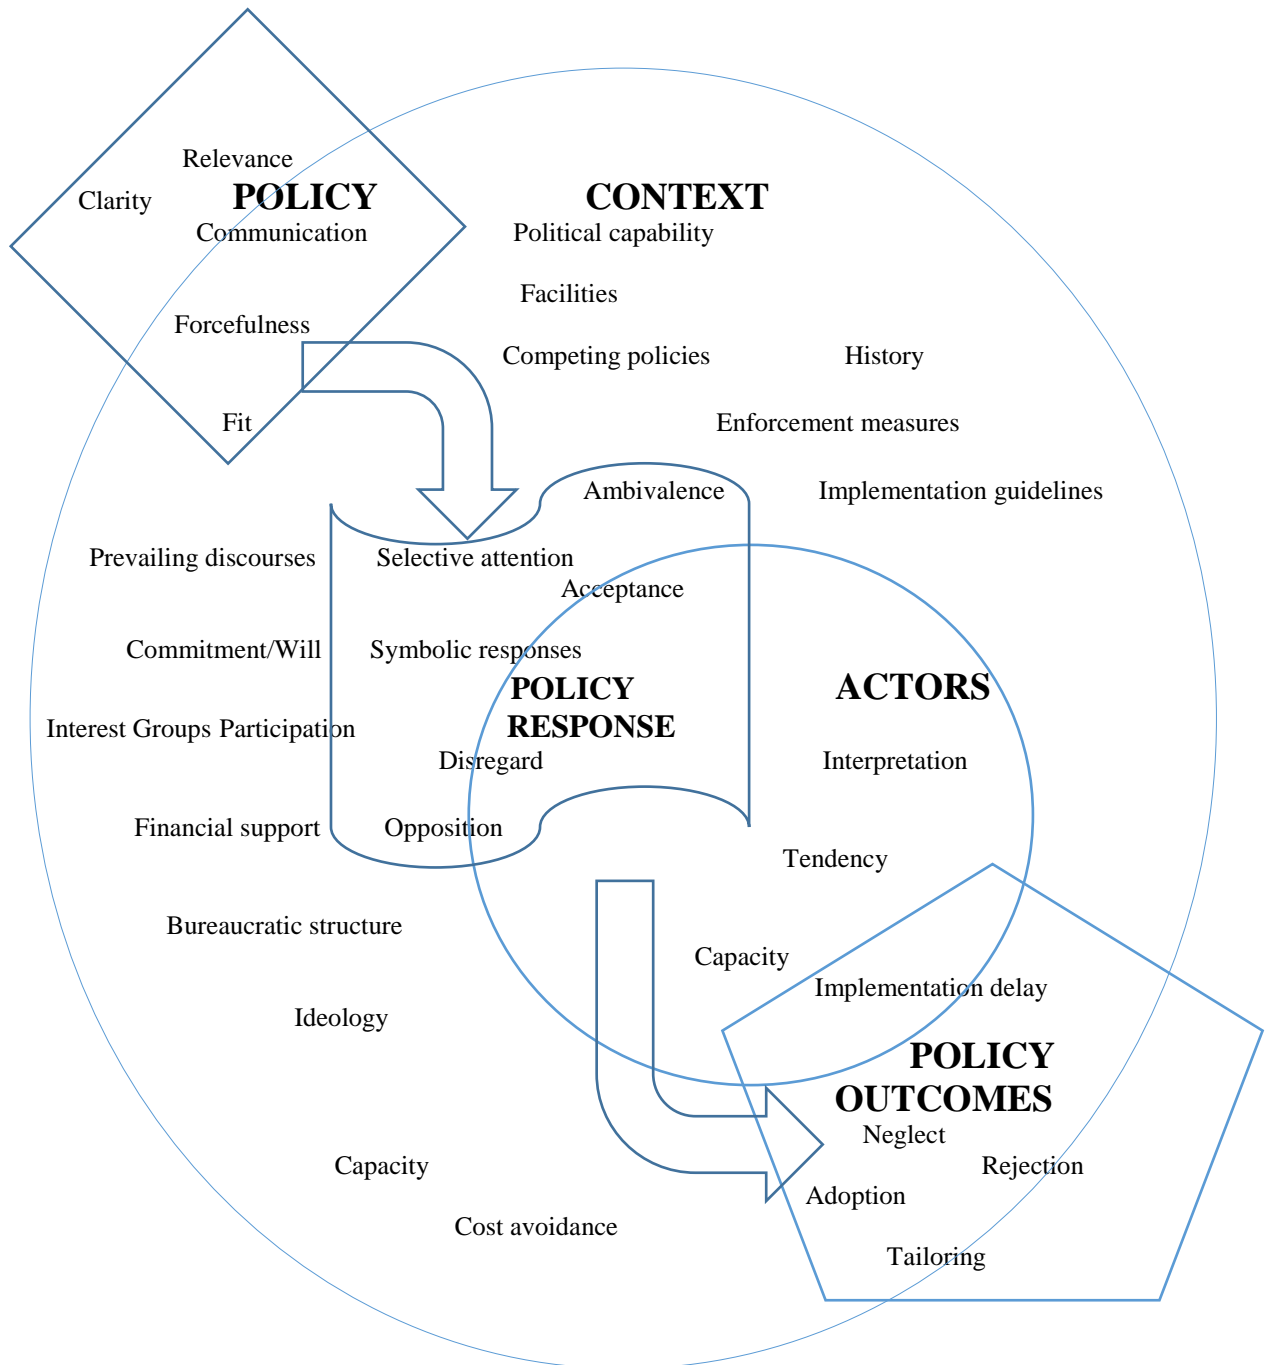 Relevance
Clarity
POLICY
CONTEXT
Communication
Political capability
Facilities
Forcefulness
Competing policies
History
Fit
Enforcement measures
Ambivalence
Implementation guidelines
Prevailing discourses
Selective attention
Acceptance
Commitment/Will
Symbolic responses
POLICY
RESPONSE
ACTORS
Interest Groups Participation
Disregard
Interpretation
Financial support
Opposition
Tendency
Bureaucratic structure
Capacity
Implementation delay
Ideology
POLICY
OUTCOMES
Neglect
Capacity
Rejection
Adoption
Cost avoidance
Tailoring